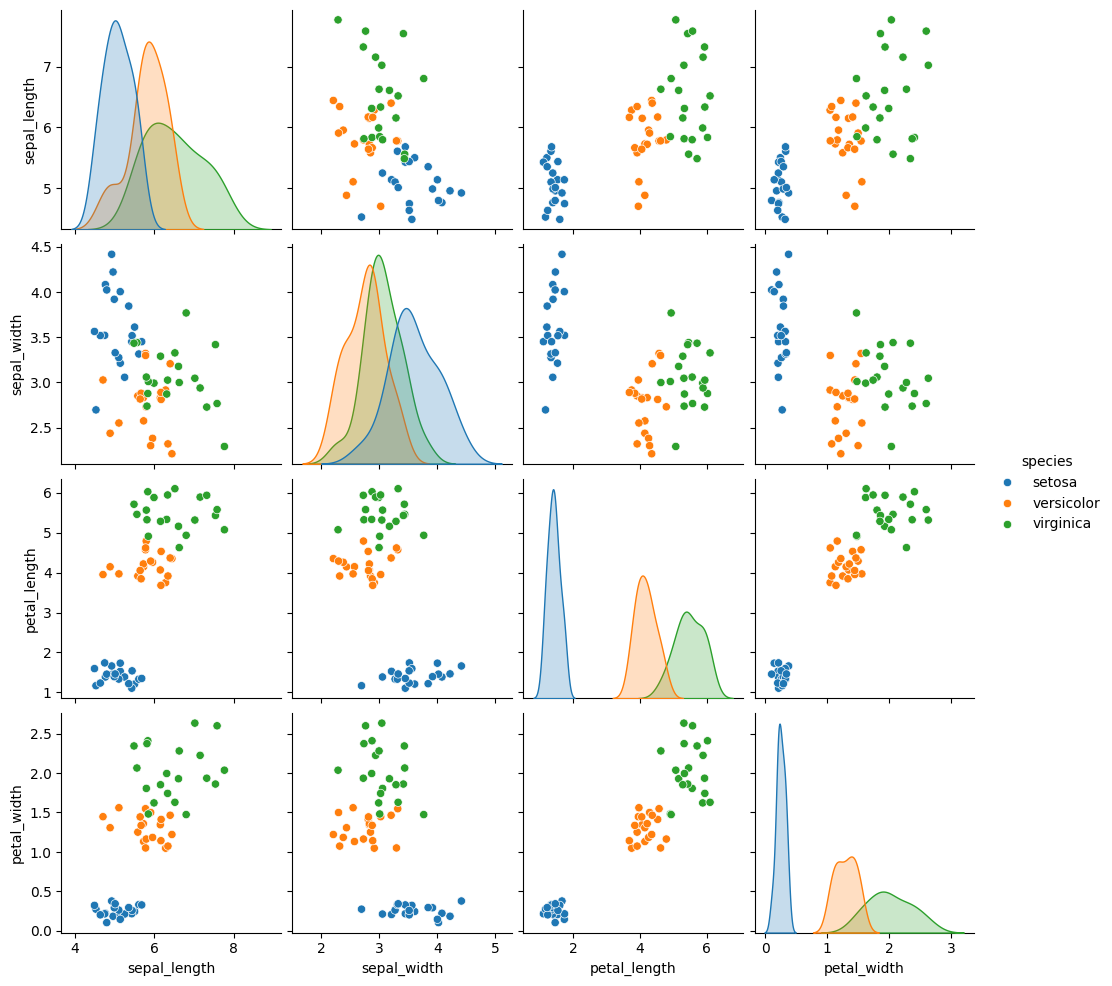 sepal_length
7
6
5
sepal_width
4.5
4.0
3.5
3.0
2.5
species
setosa
versicolor
virginica
petal_length
6
5
4
3
2
1
petal_width
2.5
2.0
1.5
1.0
0.5
0.0
4 6 8 2 3 4 5 2 4 6 0 1 2 3
sepal_length sepal_width petal_length petal_width